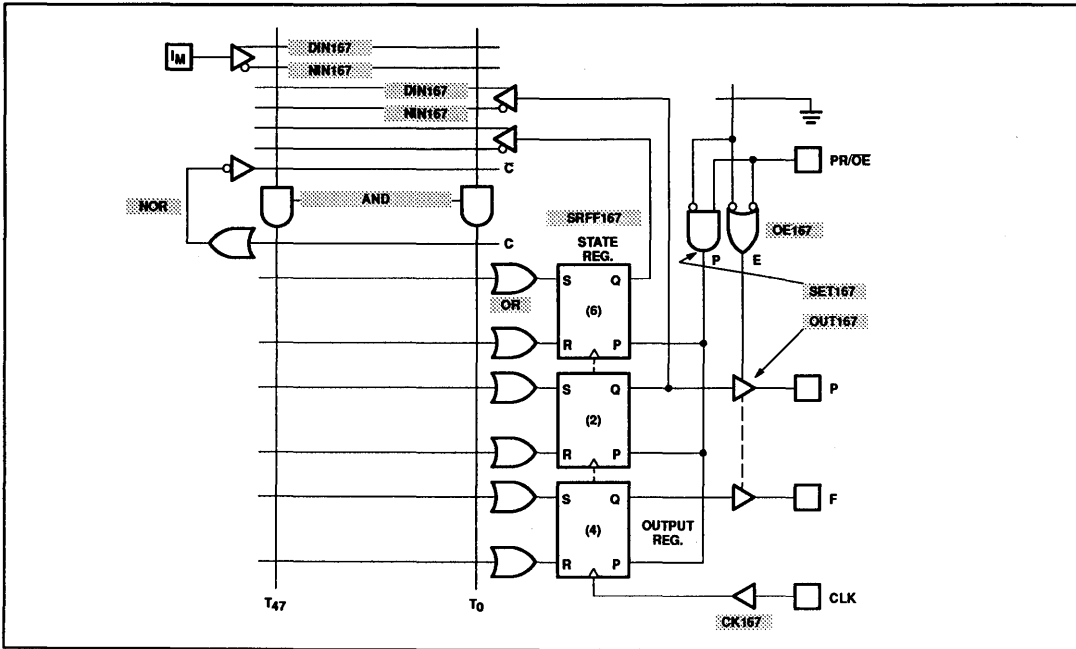 IM
DIN167
NIN167
DIN167
NIN167
PR/OE
C
NOR
AND
SRFF167
OE167
C
STATE
REG.
P
E
S
Q
OR
(6)
SET167
OUT167
R
P
S
Q
P
(2)
R
P
S
Q
F
(4)
OUTPUT
REG.
R
P
T47
T0
CLK
CK167